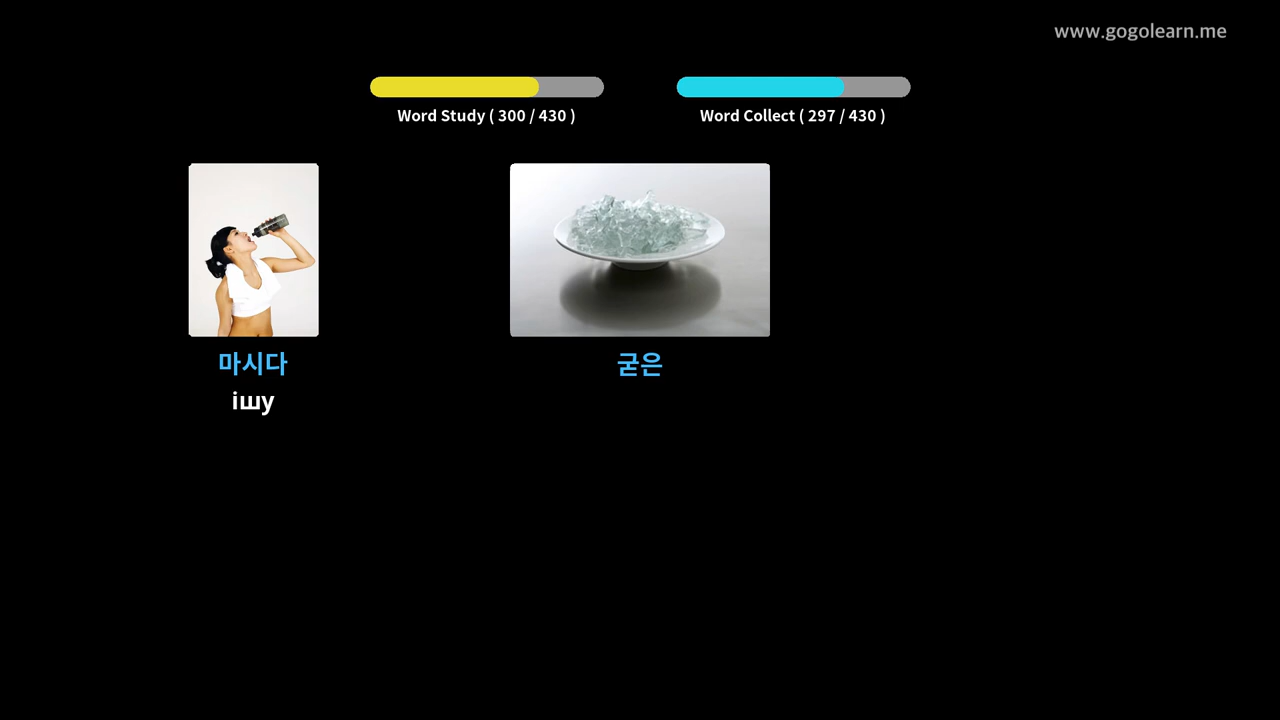 www.gogolearn.me
Word Study ( 300 / 430 )
Word Collect ( 297 / 430 )
마시다
ішу
굳은